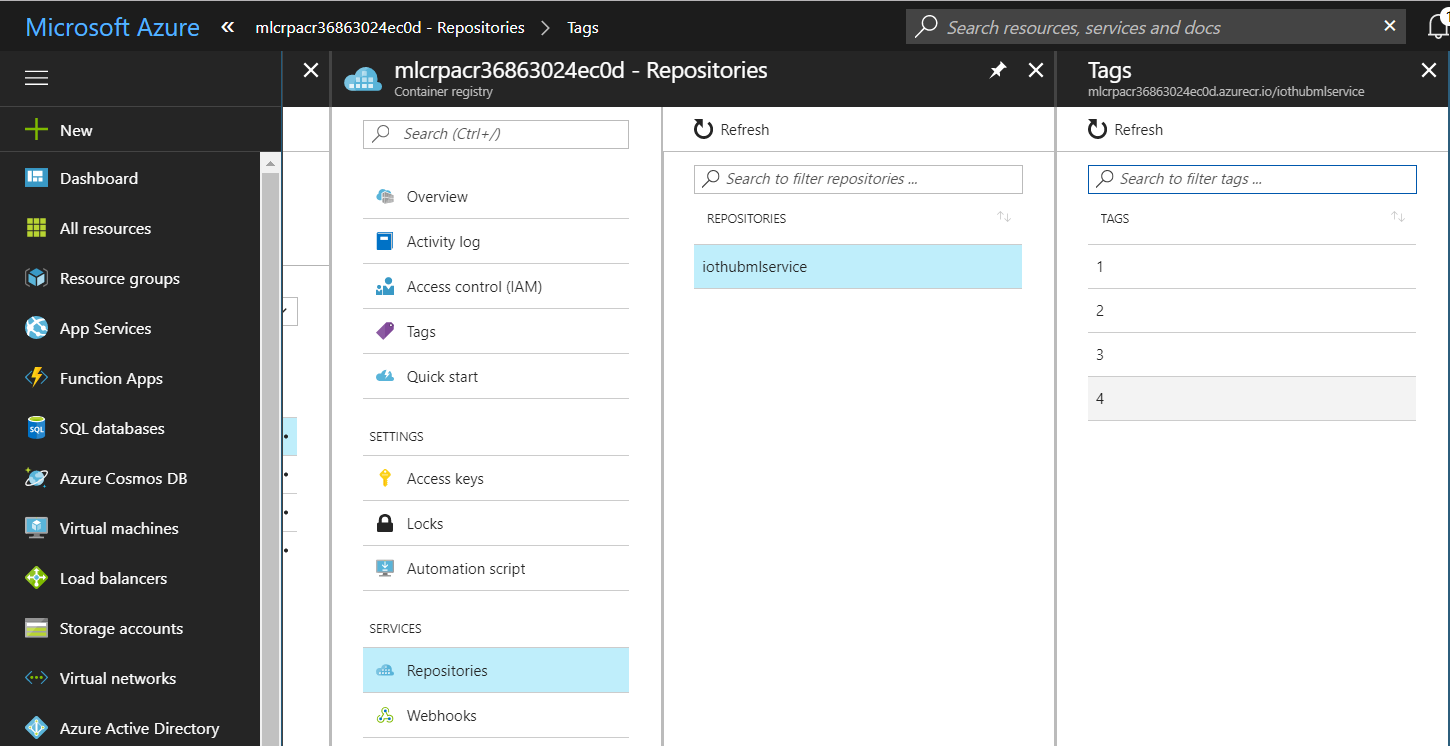 Microsoft Azure « mlcrpacr36863024ec0d - Repositories > Tags
Search resources, services and docs
New
Dashboard
All resources
Resource groups
App Services
Function Apps
SQL databases
Azure Cosmos DB
Virtual machines
Load balancers
Storage accounts
Virtual networks
Azure Active Directory
mlcrpacr36863024ec0d - Repositories
Container registry
Search (Ctrl+/)
Overview
Activity log
Access control (IAM)
Tags
Quick start
SETTINGS
Access keys
Locks
Automation script
SERVICES
Repositories
Webhooks
Refresh
Search to filter repositories ...
REPOSITORIES
iothubmlservice
Tags
mlcrpacr36863024ec0d.azurecr.io/iothubmlservice
Refresh
Search to filter tags ...
TAGS
1
2
3
4